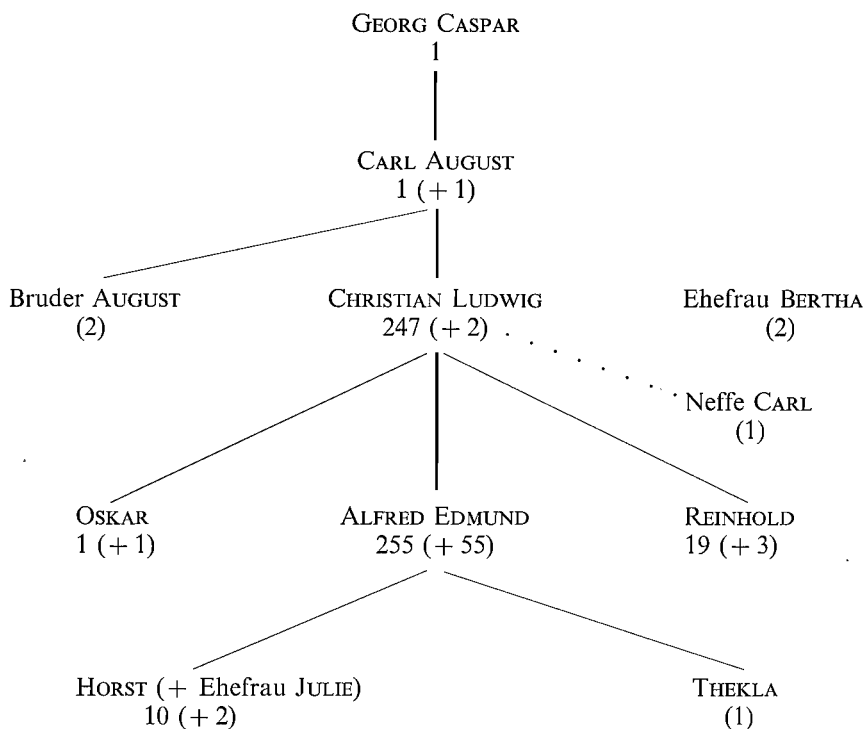 GEORG CASPAR
1
CARL AUGUST
1 (+ 1)
Bruder AUGUST
(2)
CHRISTIAN LUDWIG
247 (+ 2)
Ehefrau BERTHA
(2)
Neffe CARL
(1)
OSKAR
1 (+ 1)
ALFRED EDMUND
255 (+ 55)
REINHOLD
19 (+ 3)
HORST (+ Ehefrau JULIE)
10 (+ 2)
THEKLA
(1)